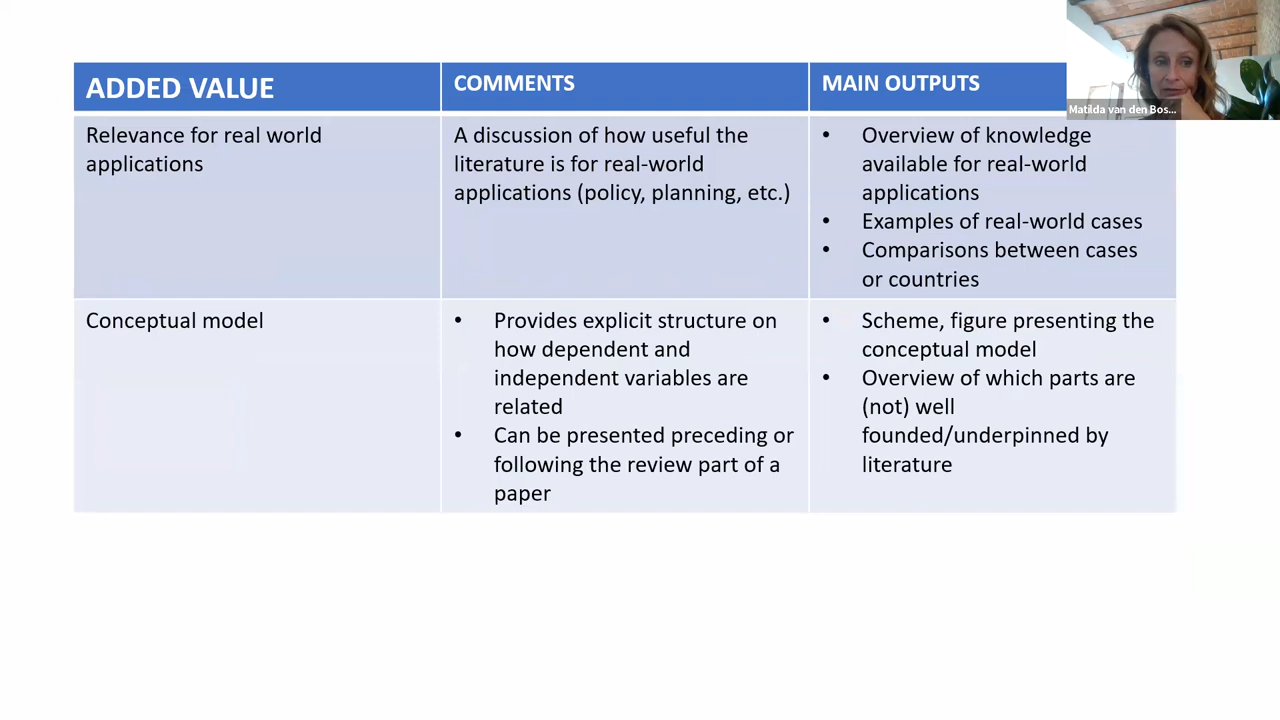 ADDED VALUE
COMMENTS
MAIN OUTPUTS
Matilda van den Bos...
Relevance for real world
applications
A discussion of how useful the
literature is for real-world
applications (policy, planning, etc.)
• Overview of knowledge
available for real-world
applications
• Examples of real-world cases
• Comparisons between cases
or countries
Conceptual model
• Provides explicit structure on
how dependent and
independent variables are
related
• Can be presented preceding or
following the review part of a
paper
• Scheme, figure presenting the
conceptual model
• Overview of which parts are
(not) well
founded/underpinned by
literature